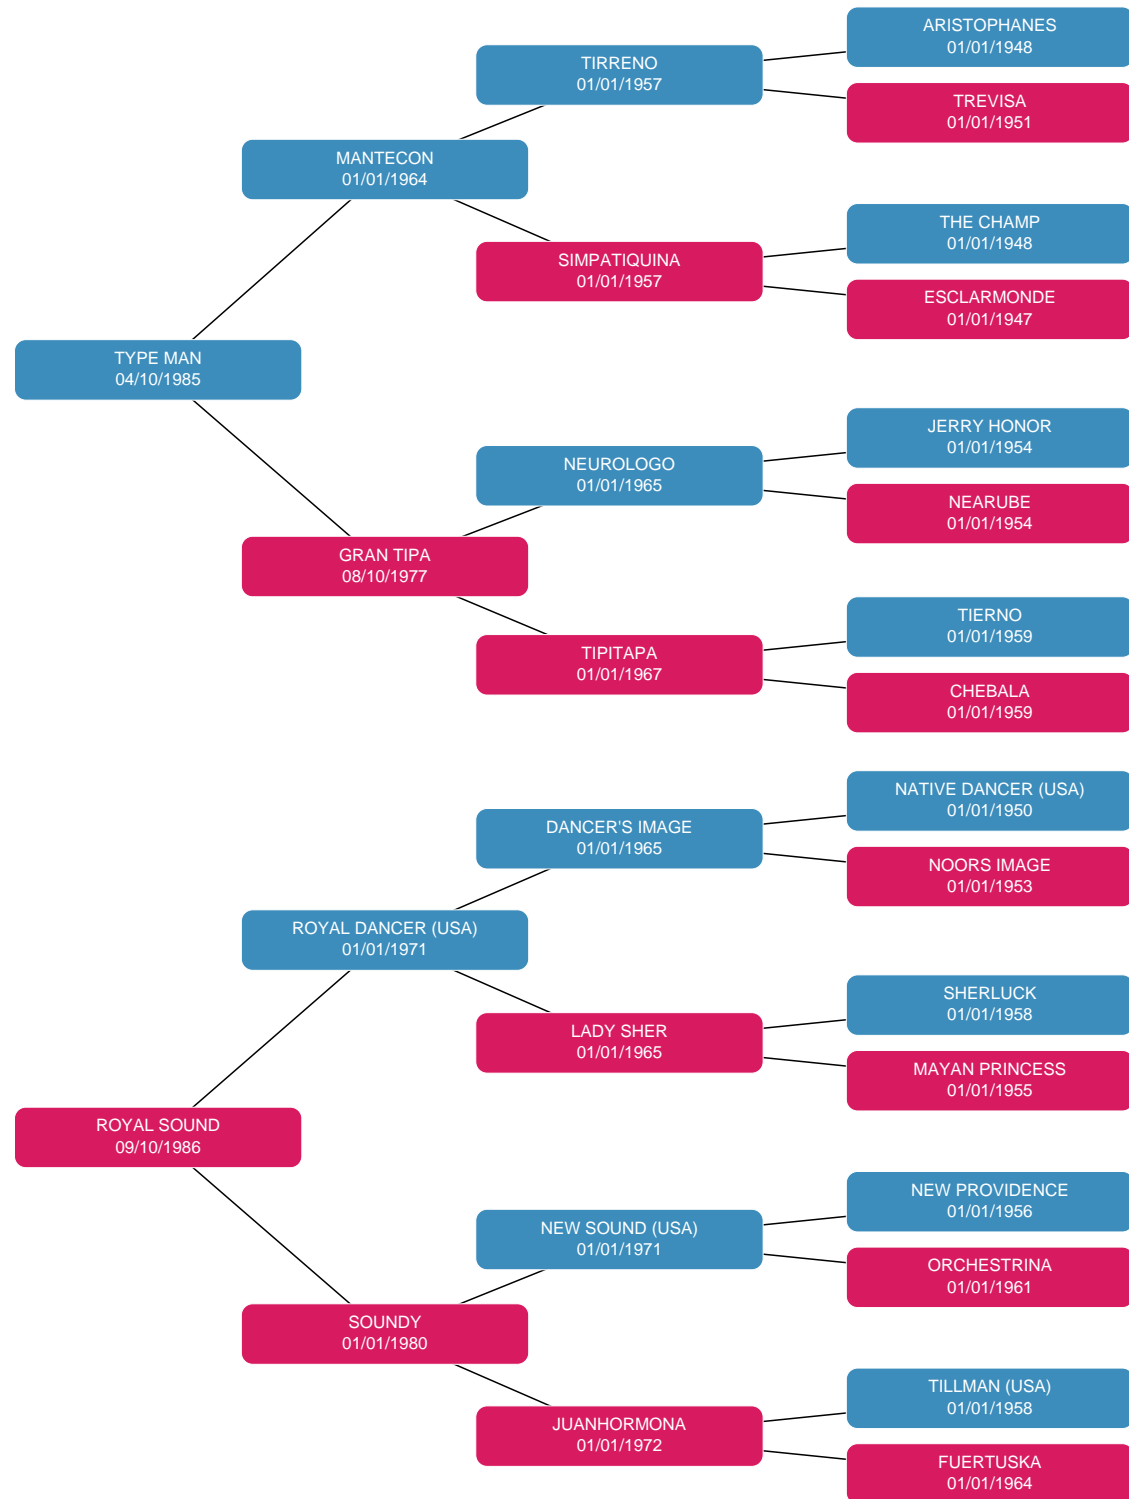 ARISTOPHANES
01/01/1948
TIRRENO
01/01/1957
TREVISA
01/01/1951
MANTECON
01/01/1964
THE CHAMP
01/01/1948
SIMPATIQUINA
01/01/1957
ESCLARMONDE
01/01/1947
TYPE MAN
04/10/1985
JERRY HONOR
01/01/1954
NEUROLOGO
01/01/1965
NEARUBE
01/01/1954
GRAN TIPA
08/10/1977
TIERNO
01/01/1959
TIPITAPA
01/01/1967
CHEBALA
01/01/1959
NATIVE DANCER (USA)
01/01/1950
DANCER'S IMAGE
01/01/1965
NOORS IMAGE
01/01/1953
ROYAL DANCER (USA)
01/01/1971
SHERLUCK
01/01/1958
LADY SHER
01/01/1965
MAYAN PRINCESS
01/01/1955
ROYAL SOUND
09/10/1986
NEW PROVIDENCE
01/01/1956
NEW SOUND (USA)
01/01/1971
ORCHESTRINA
01/01/1961
SOUNDY
01/01/1980
TILLMAN (USA)
01/01/1958
JUANHORMONA
01/01/1972
FUERTUSKA
01/01/1964